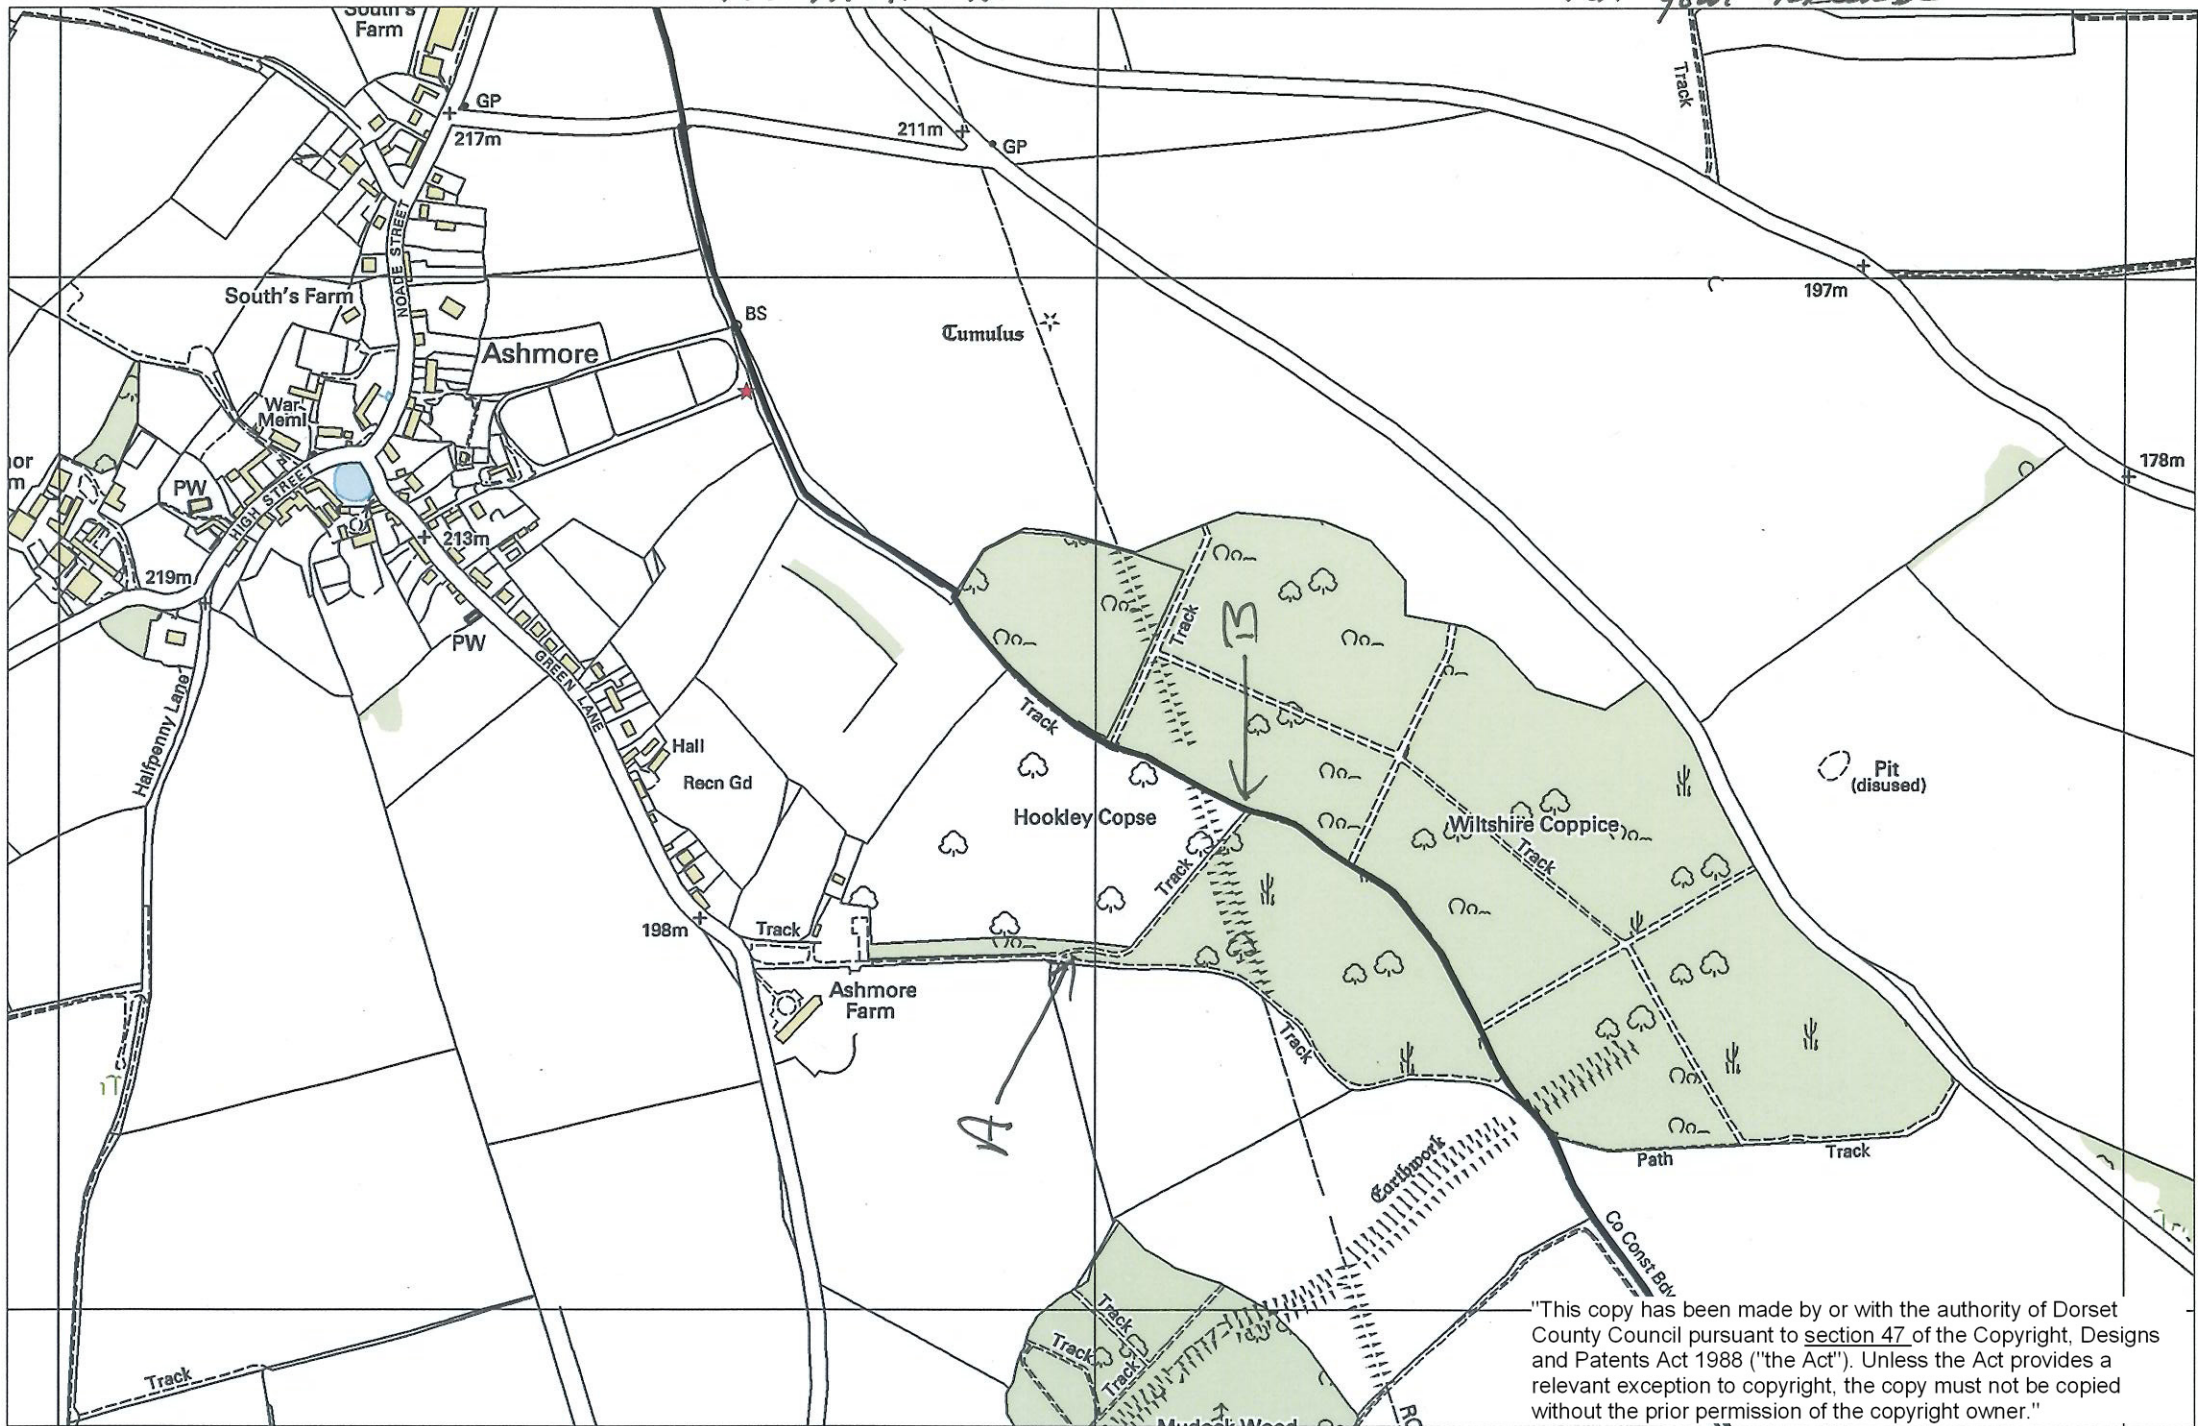 your
South's
Farm
GP
217m
211m
GP
Track
NOADE STREET
South's Farm
197m
BS
Ashmore
Tumulus
War
Meml
PW
HIGH STREET
213m
178m
219m
PW
GREEN LANE
Halfpenny Lane
Track
B
Track
Hall
Recn Gd
Pit
(disused)
Hookley Copse
Wiltshire Coppice
Track
Track
198m
Track
Ashmore
Farm
Track
A
Earthwork
Path
Track
Co Const Bdy
Track
Track
Track
Track
"This copy has been made by or with the authority of Dorset
County Council pursuant to section 47 of the Copyright, Designs
and Patents Act 1988 ("the Act"). Unless the Act provides a
relevant exception to copyright, the copy must not be copied
without the prior permission of the copyright owner."